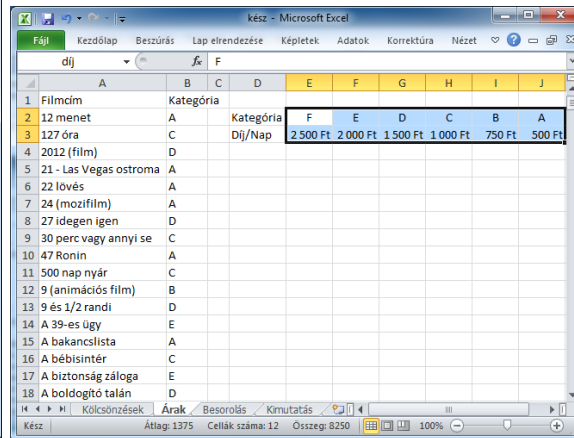 kész - Microsoft Excel
Fájl Kezdőlap Beszúrás Lap elrendezése Képletek Adatok Korrektúra Nézet
díj fx F
A B C D E F G H I J
1 Filmcím Kategória
2 12 menet A Kategória F E D C B A
3 127 óra C Díj/Nap 2 500 Ft 2 000 Ft 1 500 Ft 1 000 Ft 750 Ft 500 Ft
4 2012 (film) D
5 21 - Las Vegas ostroma A
6 22 lövés A
7 24 (mozifilm) A
8 27 idegen igen D
9 30 perc vagy annyi se C
10 47 Ronin A
11 500 nap nyár C
12 9 (animációs film) B
13 9 és 1/2 randi D
14 A 39-es ügy E
15 A bakancslista A
16 A bébisintér C
17 A biztonság záloga E
18 A boldogító talán D
Kölcsönzések Árak Besorolás Kimutatás
Kész Átlag: 1375 Cellák száma: 12 Összeg: 8250 100%